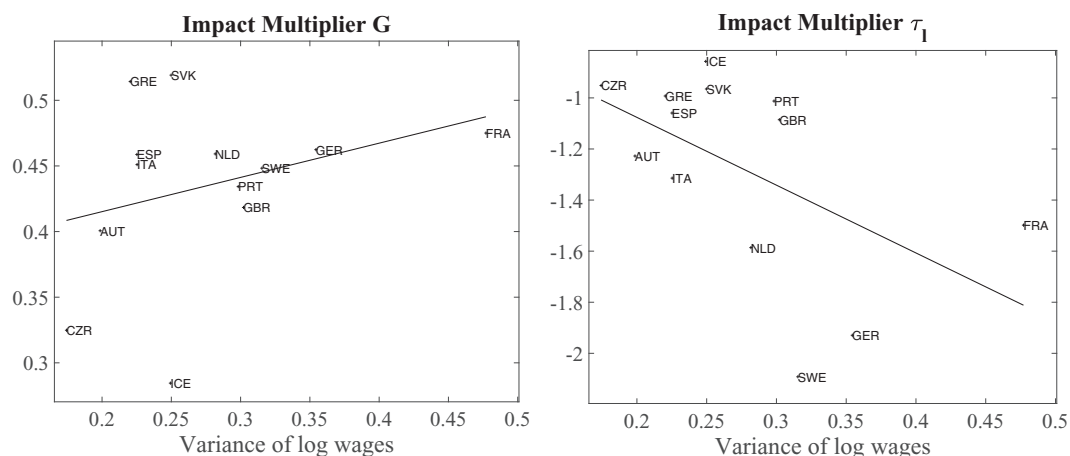 Impact Multiplier G
0.5
0.45
0.4
0.35
0.3
GRE
SVK
ESP
ITA
NLD
GER
SWE
FRA
PRT
GBR
AUT
CZR
ICE
0.2 0.25 0.3 0.35 0.4 0.45 0.5
Variance of log wages
Impact Multiplier τl
-1
-1.2
-1.4
-1.6
-1.8
-2
ICE
CZR
SVK
GRE
PRT
ESP
GBR
AUT
ITA
FRA
NLD
GER
SWE
0.2 0.25 0.3 0.35 0.4 0.45 0.5
Variance of log wages